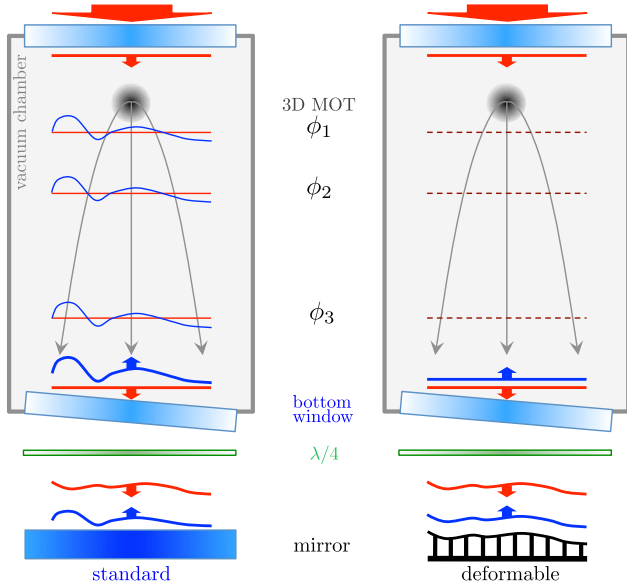 vacuum chamber
3D MOT
ϕ₁
ϕ₂
ϕ₃
bottom
window
λ/4
mirror
standard
deformable